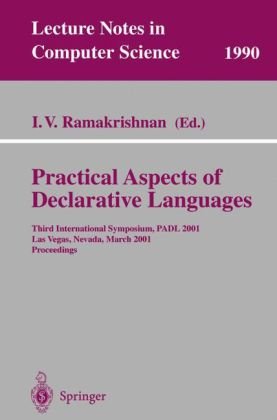 Lecture Notes in
Computer Science 1990
I. V. Ramakrishnan (Ed.)
Practical Aspects of
Declarative Languages
Third International Symposium, PADL 2001
Las Vegas, Nevada, March 2001
Proceedings
Springer